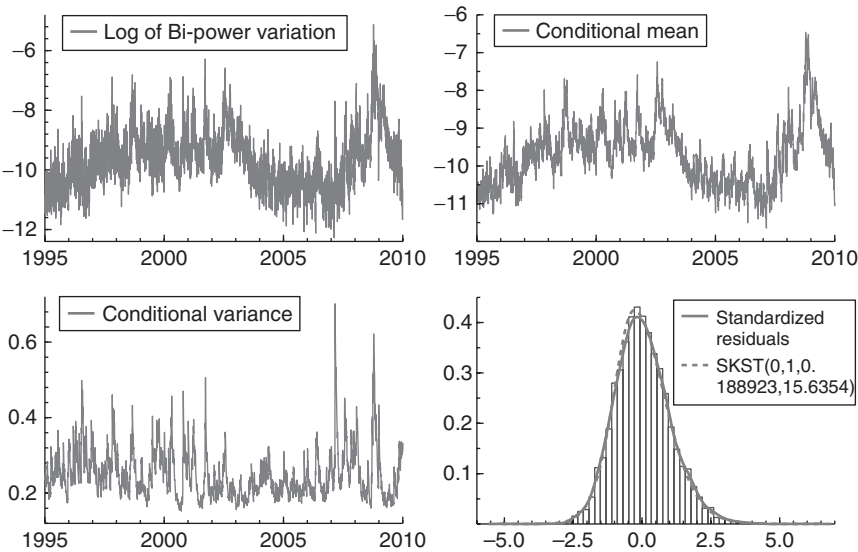 Log of Bi-power variation
−6
−8
−10
−12
1995 2000 2005 2010
Conditional mean
−6
−7
−8
−9
−10
−11
1995 2000 2005 2010
Conditional variance
0.6
0.4
0.2
1995 2000 2005 2010
Standardized
residuals
SKST(0,1,0.
188923,15.6354)
0.4
0.3
0.2
0.1
−5.0 −2.5 0.0 2.5 5.0